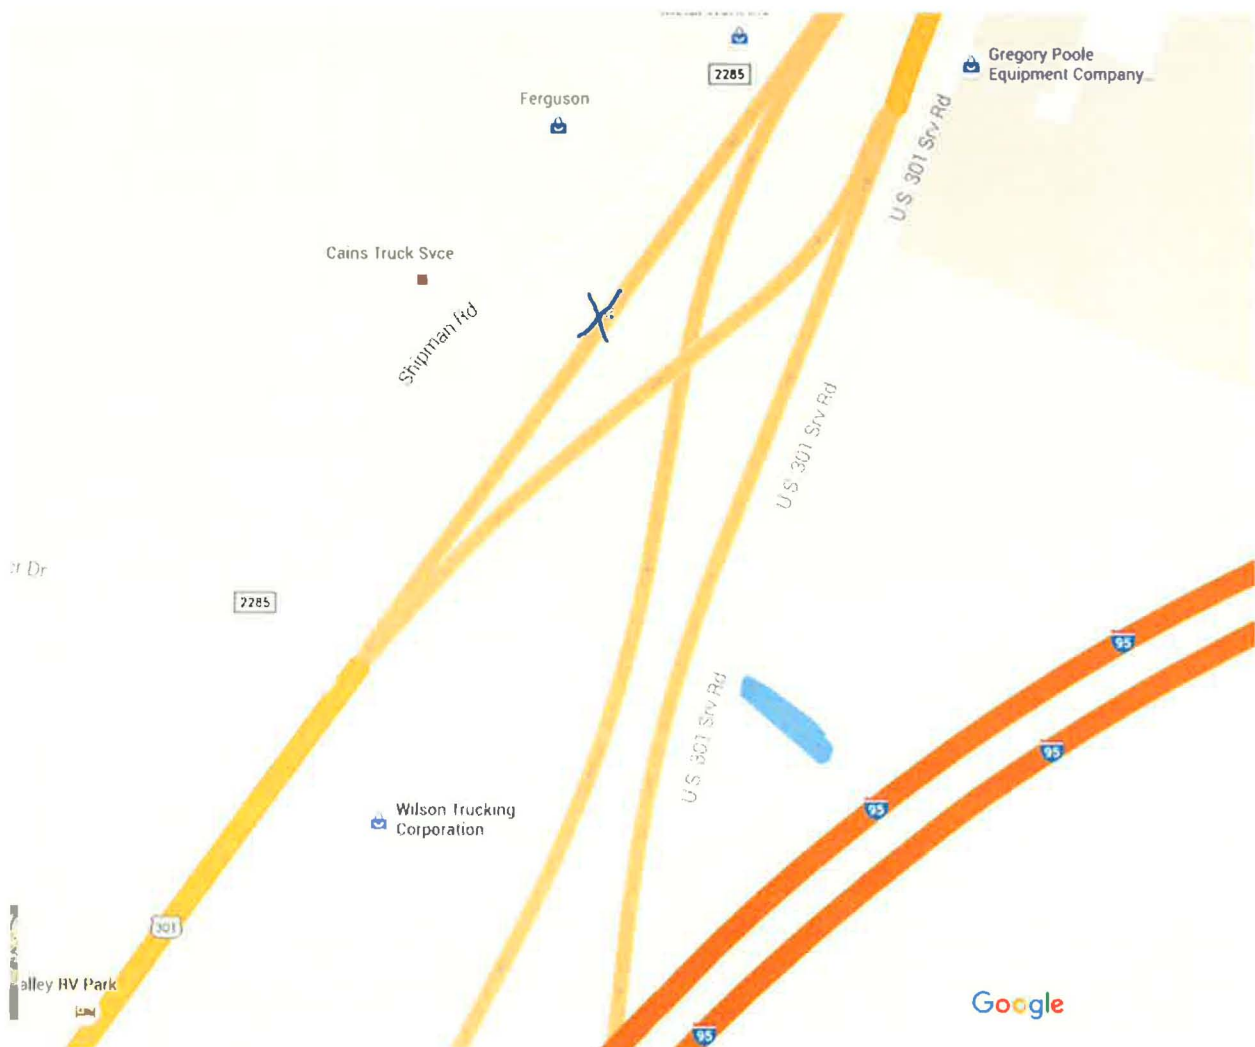 2285
Gregory Poole
Equipment Company
Ferguson
U.S. 301 Srv Rd
Cains Truck Svce
Shipman Rd
U.S. 301 Srv Rd
2285
95
U.S. 301 Srv Rd
95
95
Wilson Trucking
Corporation
301
alley RV Park
Google
95